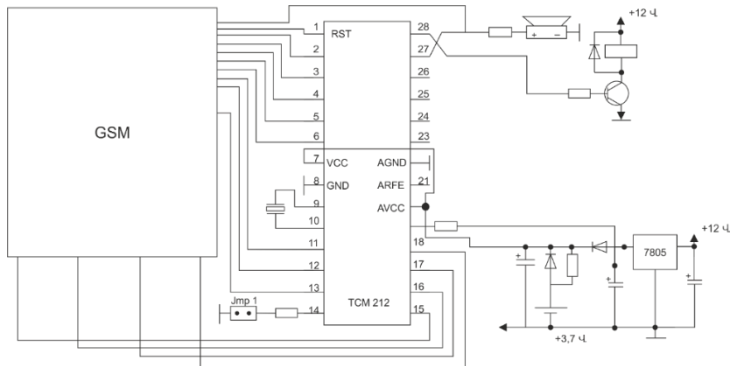 GSM
1 RST 28
2 27
3 26
4 25
5 24
6 23
7 VCC AGND
8 GND ARFE 21
9 AVCC
10
11 18
12 17
13 16
14 TCM 212 15
Jmp 1
+ −
+12 Ч.
+12 Ч.
7805
+
+
+
+3,7 Ч.